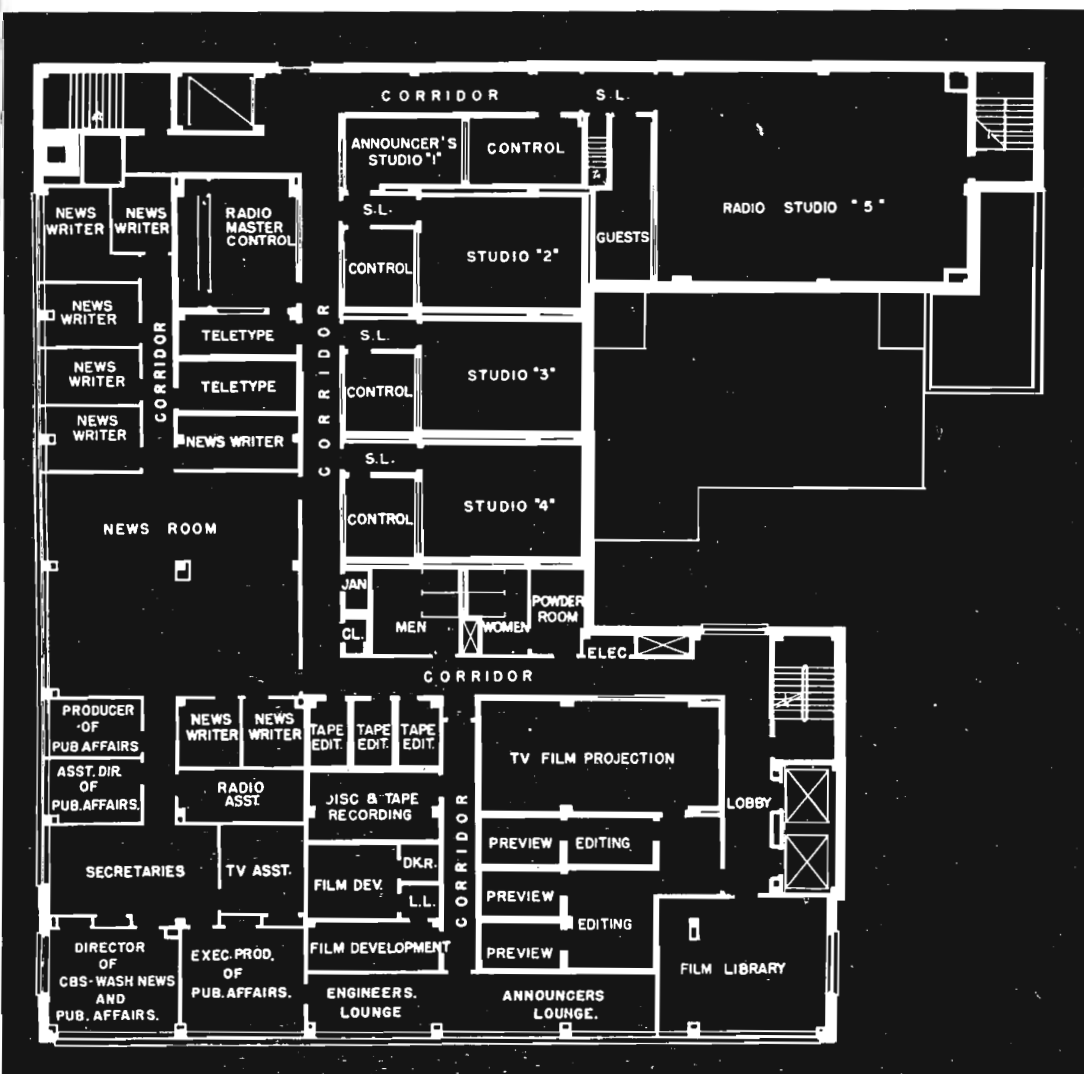 CORRIDOR
S.L.
ANNOUNCER'S
STUDIO "1"
CONTROL
NEWS
WRITER
NEWS
WRITER
RADIO
MASTER
CONTROL
S.L.
STUDIO "2"
CONTROL
GUESTS
RADIO STUDIO "5"
NEWS
WRITER
CORRIDOR
TELETYPE
CORRIDOR
S.L.
STUDIO "3"
CONTROL
NEWS
WRITER
TELETYPE
NEWS
WRITER
NEWS WRITER
S.L.
STUDIO "4"
CONTROL
NEWS ROOM
JAN
CL.
MEN
WOMEN
POWDER
ROOM
ELEC.
CORRIDOR
PRODUCER
OF
PUB.AFFAIRS
NEWS
WRITER
NEWS
WRITER
TAPE
EDIT.
TAPE
EDIT.
TAPE
EDIT.
TV FILM PROJECTION
ASST. DIR.
OF
PUB.AFFAIRS.
RADIO
ASST.
DISC & TAPE
RECORDING
CORRIDOR
LOBBY
PREVIEW
EDITING
SECRETARIES
TV ASST.
FILM DEV.
DKR.
L.L.
PREVIEW
EDITING
PREVIEW
FILM DEVELOPMENT
FILM LIBRARY
DIRECTOR
OF
CBS-WASH NEWS
AND
PUB. AFFAIRS.
EXEC. PROD.
OF
PUB.AFFAIRS.
ENGINEERS.
LOUNGE
ANNOUNCERS
LOUNGE.